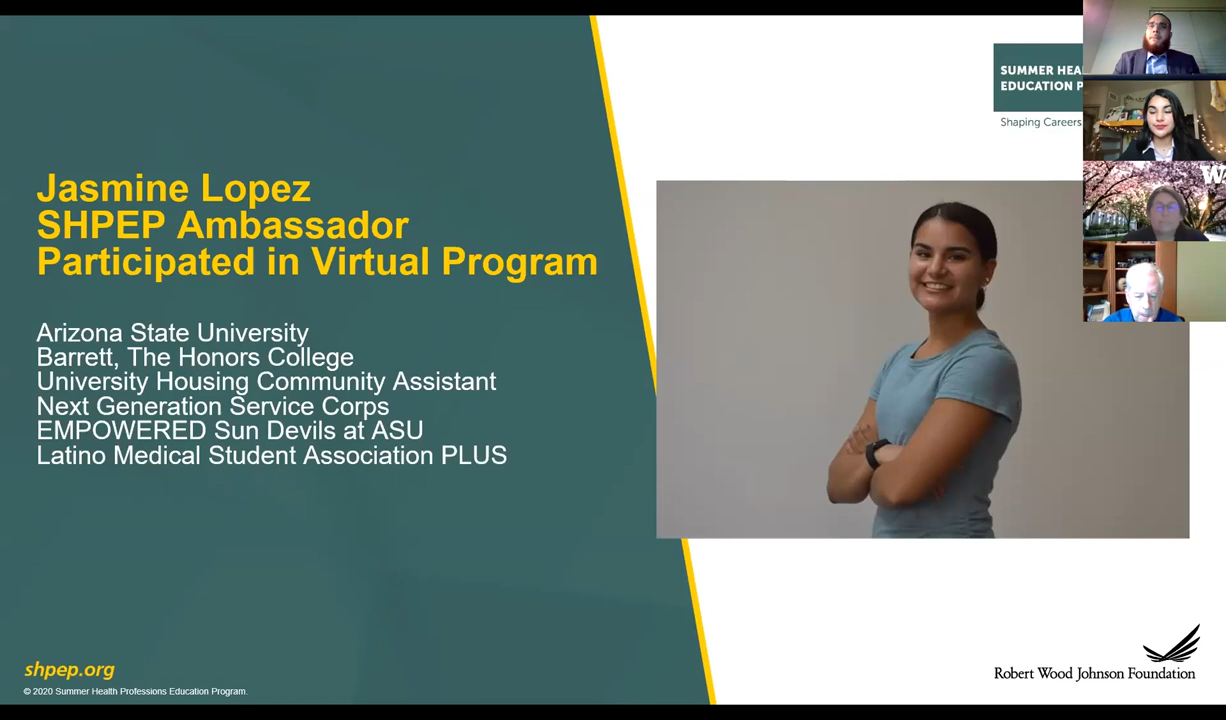 Jasmine Lopez
SHPEP Ambassador
Participated in Virtual Program
Arizona State University
Barrett, The Honors College
University Housing Community Assistant
Next Generation Service Corps
EMPOWERED Sun Devils at ASU
Latino Medical Student Association PLUS
SUMMER HEA
EDUCATION P
Shaping Careers
W
shpep.org
© 2020 Summer Health Professions Education Program.
Robert Wood Johnson Foundation